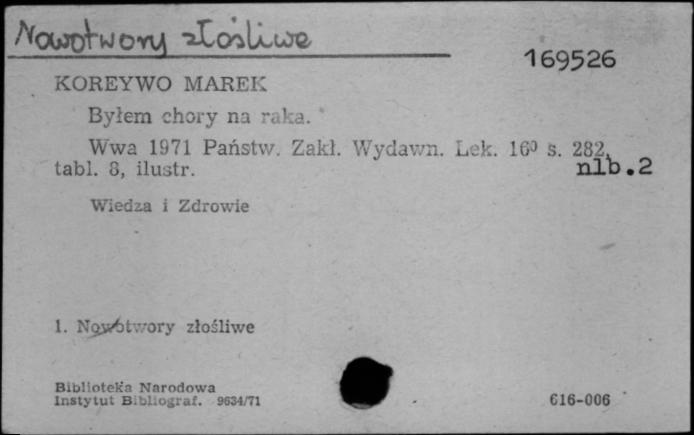 Nowotwory złośliwe
169526
KOREYWO MAREK
Byłem chory na raka.
Wwa 1971 Państw. Zakł. Wydawn. Lek. 16⁰ s. 282,
tabl. 8, ilustr.
nlb.2
Wiedza i Zdrowie
1. Nowotwory złośliwe
Biblioteka Narodowa
Instytut Bibliograf. 9634/71
616-006